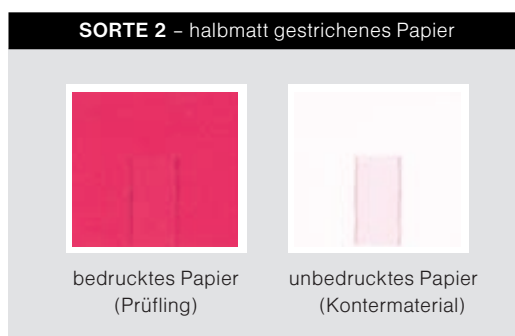 SORTE 2 – halbmatt gestrichenes Papier
bedrucktes Papier
(Prüfling)
unbedrucktes Papier
(Kontermaterial)